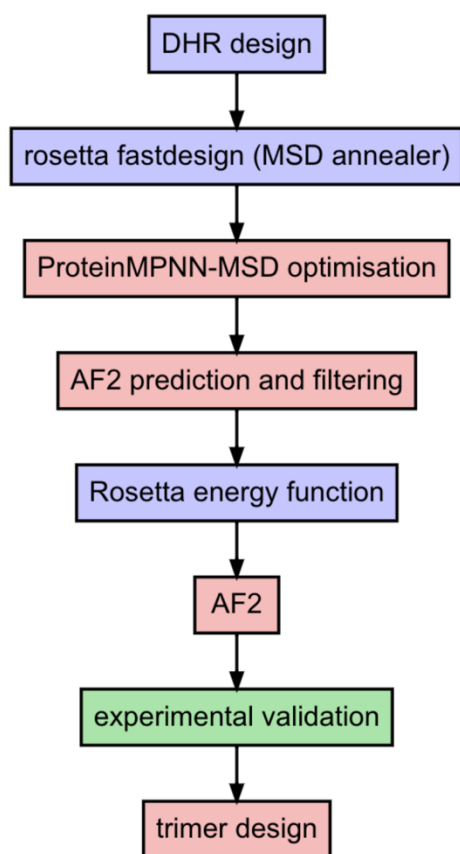 DHR design
rosetta fastdesign (MSD annealer)
ProteinMPNN-MSD optimisation
AF2 prediction and filtering
Rosetta energy function
AF2
experimental validation
trimer design